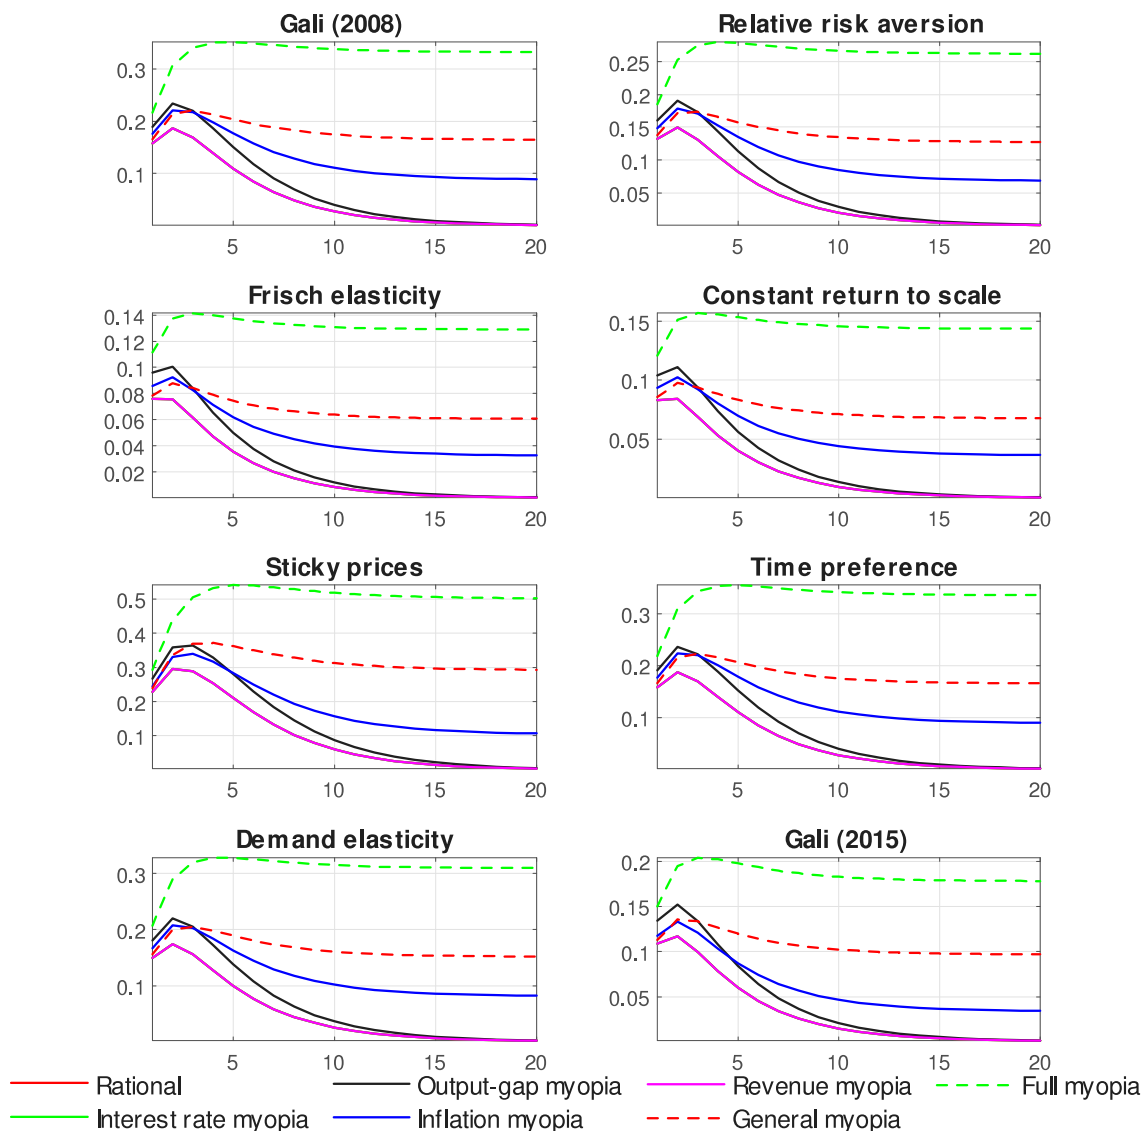 Gali (2008)
0.3
0.2
0.1
5 10 15 20
Relative risk aversion
0.25
0.2
0.15
0.1
0.05
5 10 15 20
Frisch elasticity
0.14
0.12
0.1
0.08
0.06
0.04
0.02
5 10 15 20
Constant return to scale
0.15
0.1
0.05
5 10 15 20
Sticky prices
0.5
0.4
0.3
0.2
0.1
5 10 15 20
Time preference
0.3
0.2
0.1
5 10 15 20
Demand elasticity
0.3
0.2
0.1
5 10 15 20
Gali (2015)
0.2
0.15
0.1
0.05
5 10 15 20
Rational Output-gap myopia Revenue myopia Full myopia
Interest rate myopia Inflation myopia General myopia